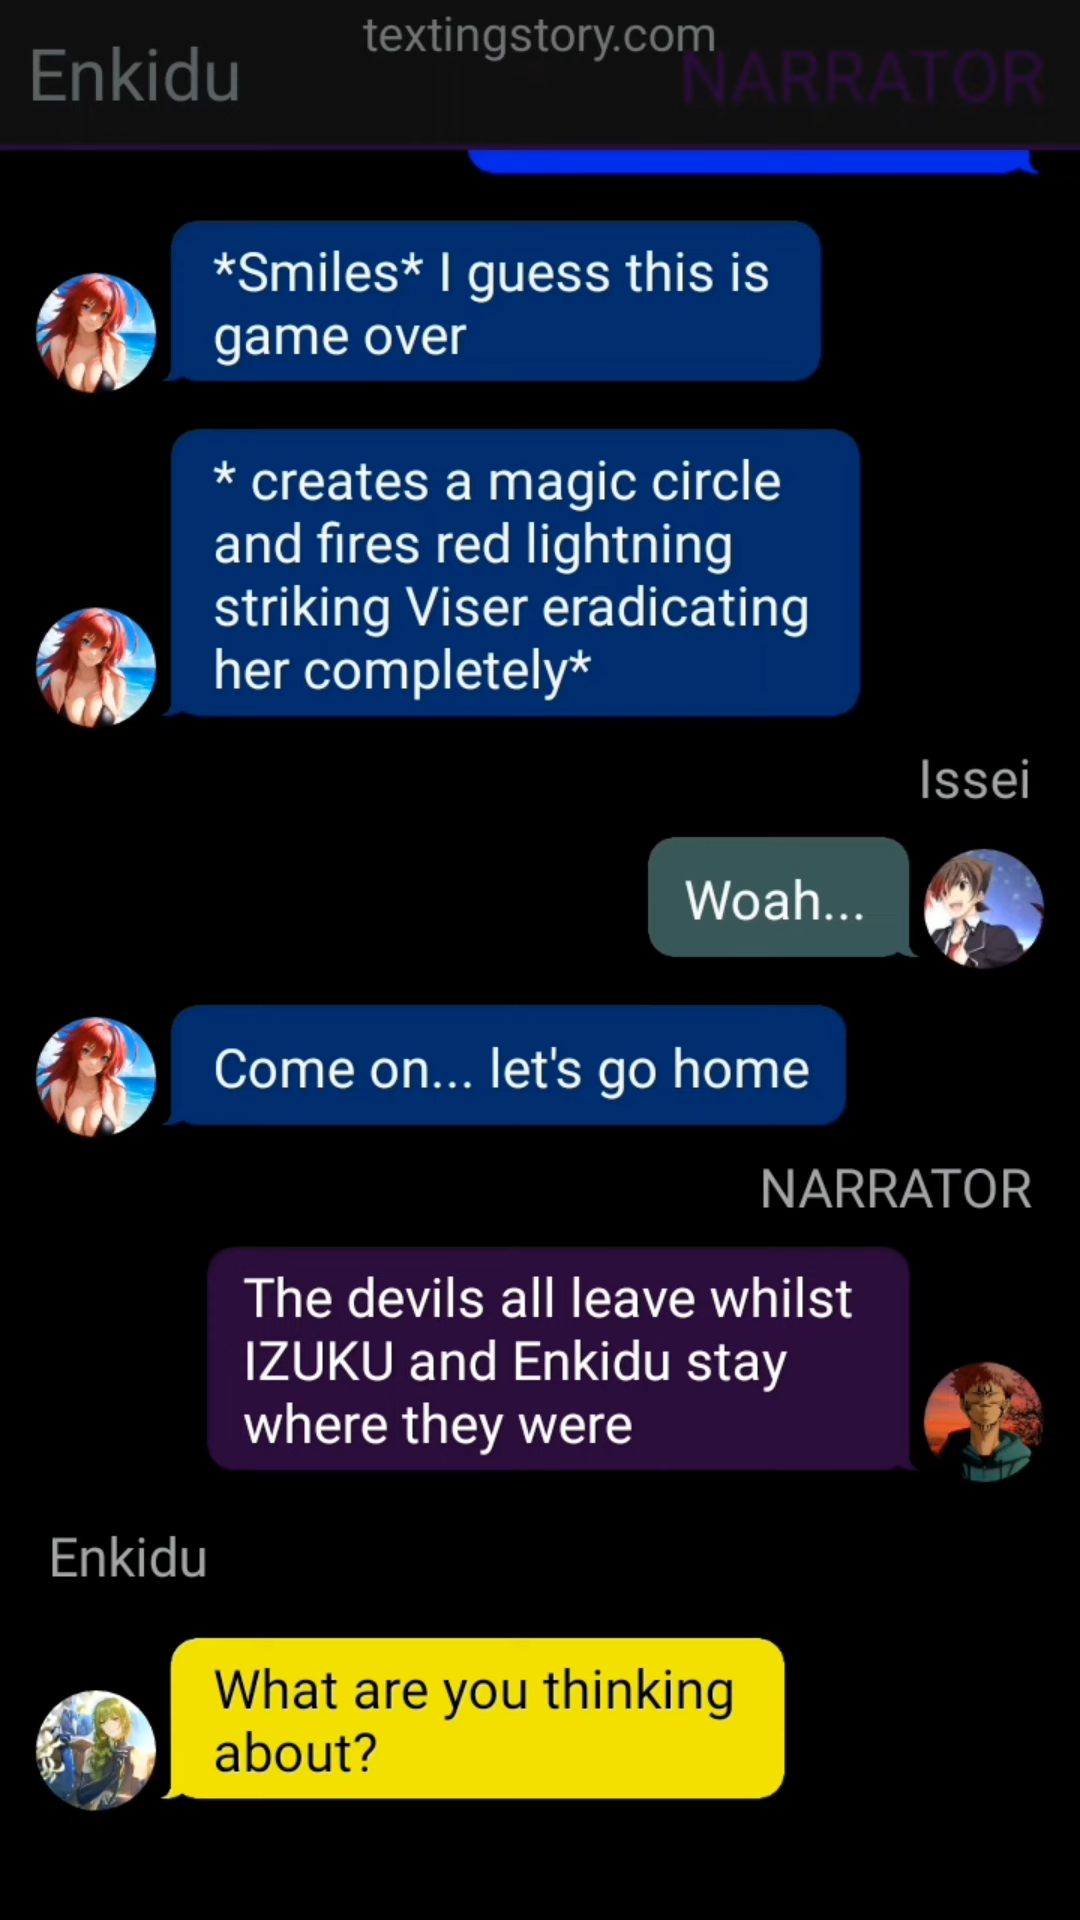 textingstory.com
Enkidu
NARRATOR
*Smiles* I guess this is
game over
* creates a magic circle
and fires red lightning
striking Viser eradicating
her completely*
Issei
Woah...
Come on... let's go home
NARRATOR
The devils all leave whilst
IZUKU and Enkidu stay
where they were
Enkidu
What are you thinking
about?